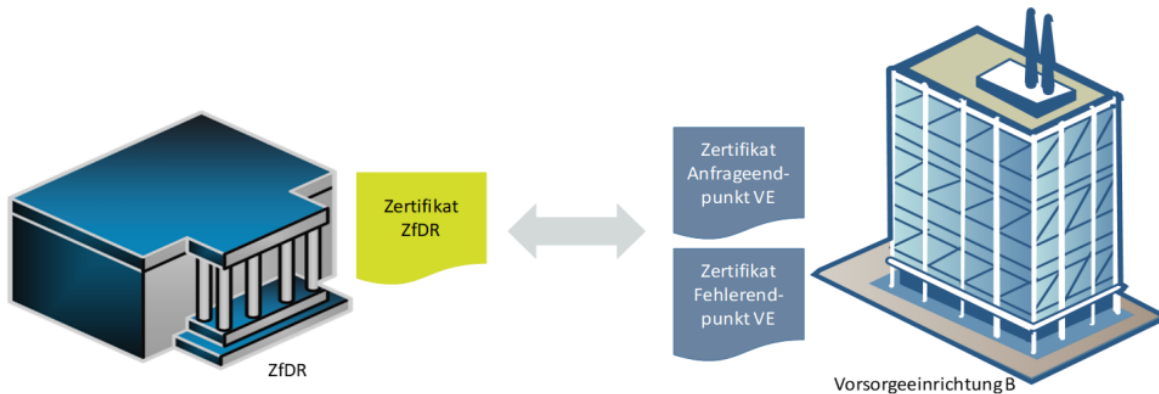 Zertifikat
ZfDR
ZfDR
Zertifikat
Anfrageend-
punkt VE
Zertifikat
Fehlerend-
punkt VE
Vorsorgeeinrichtung B